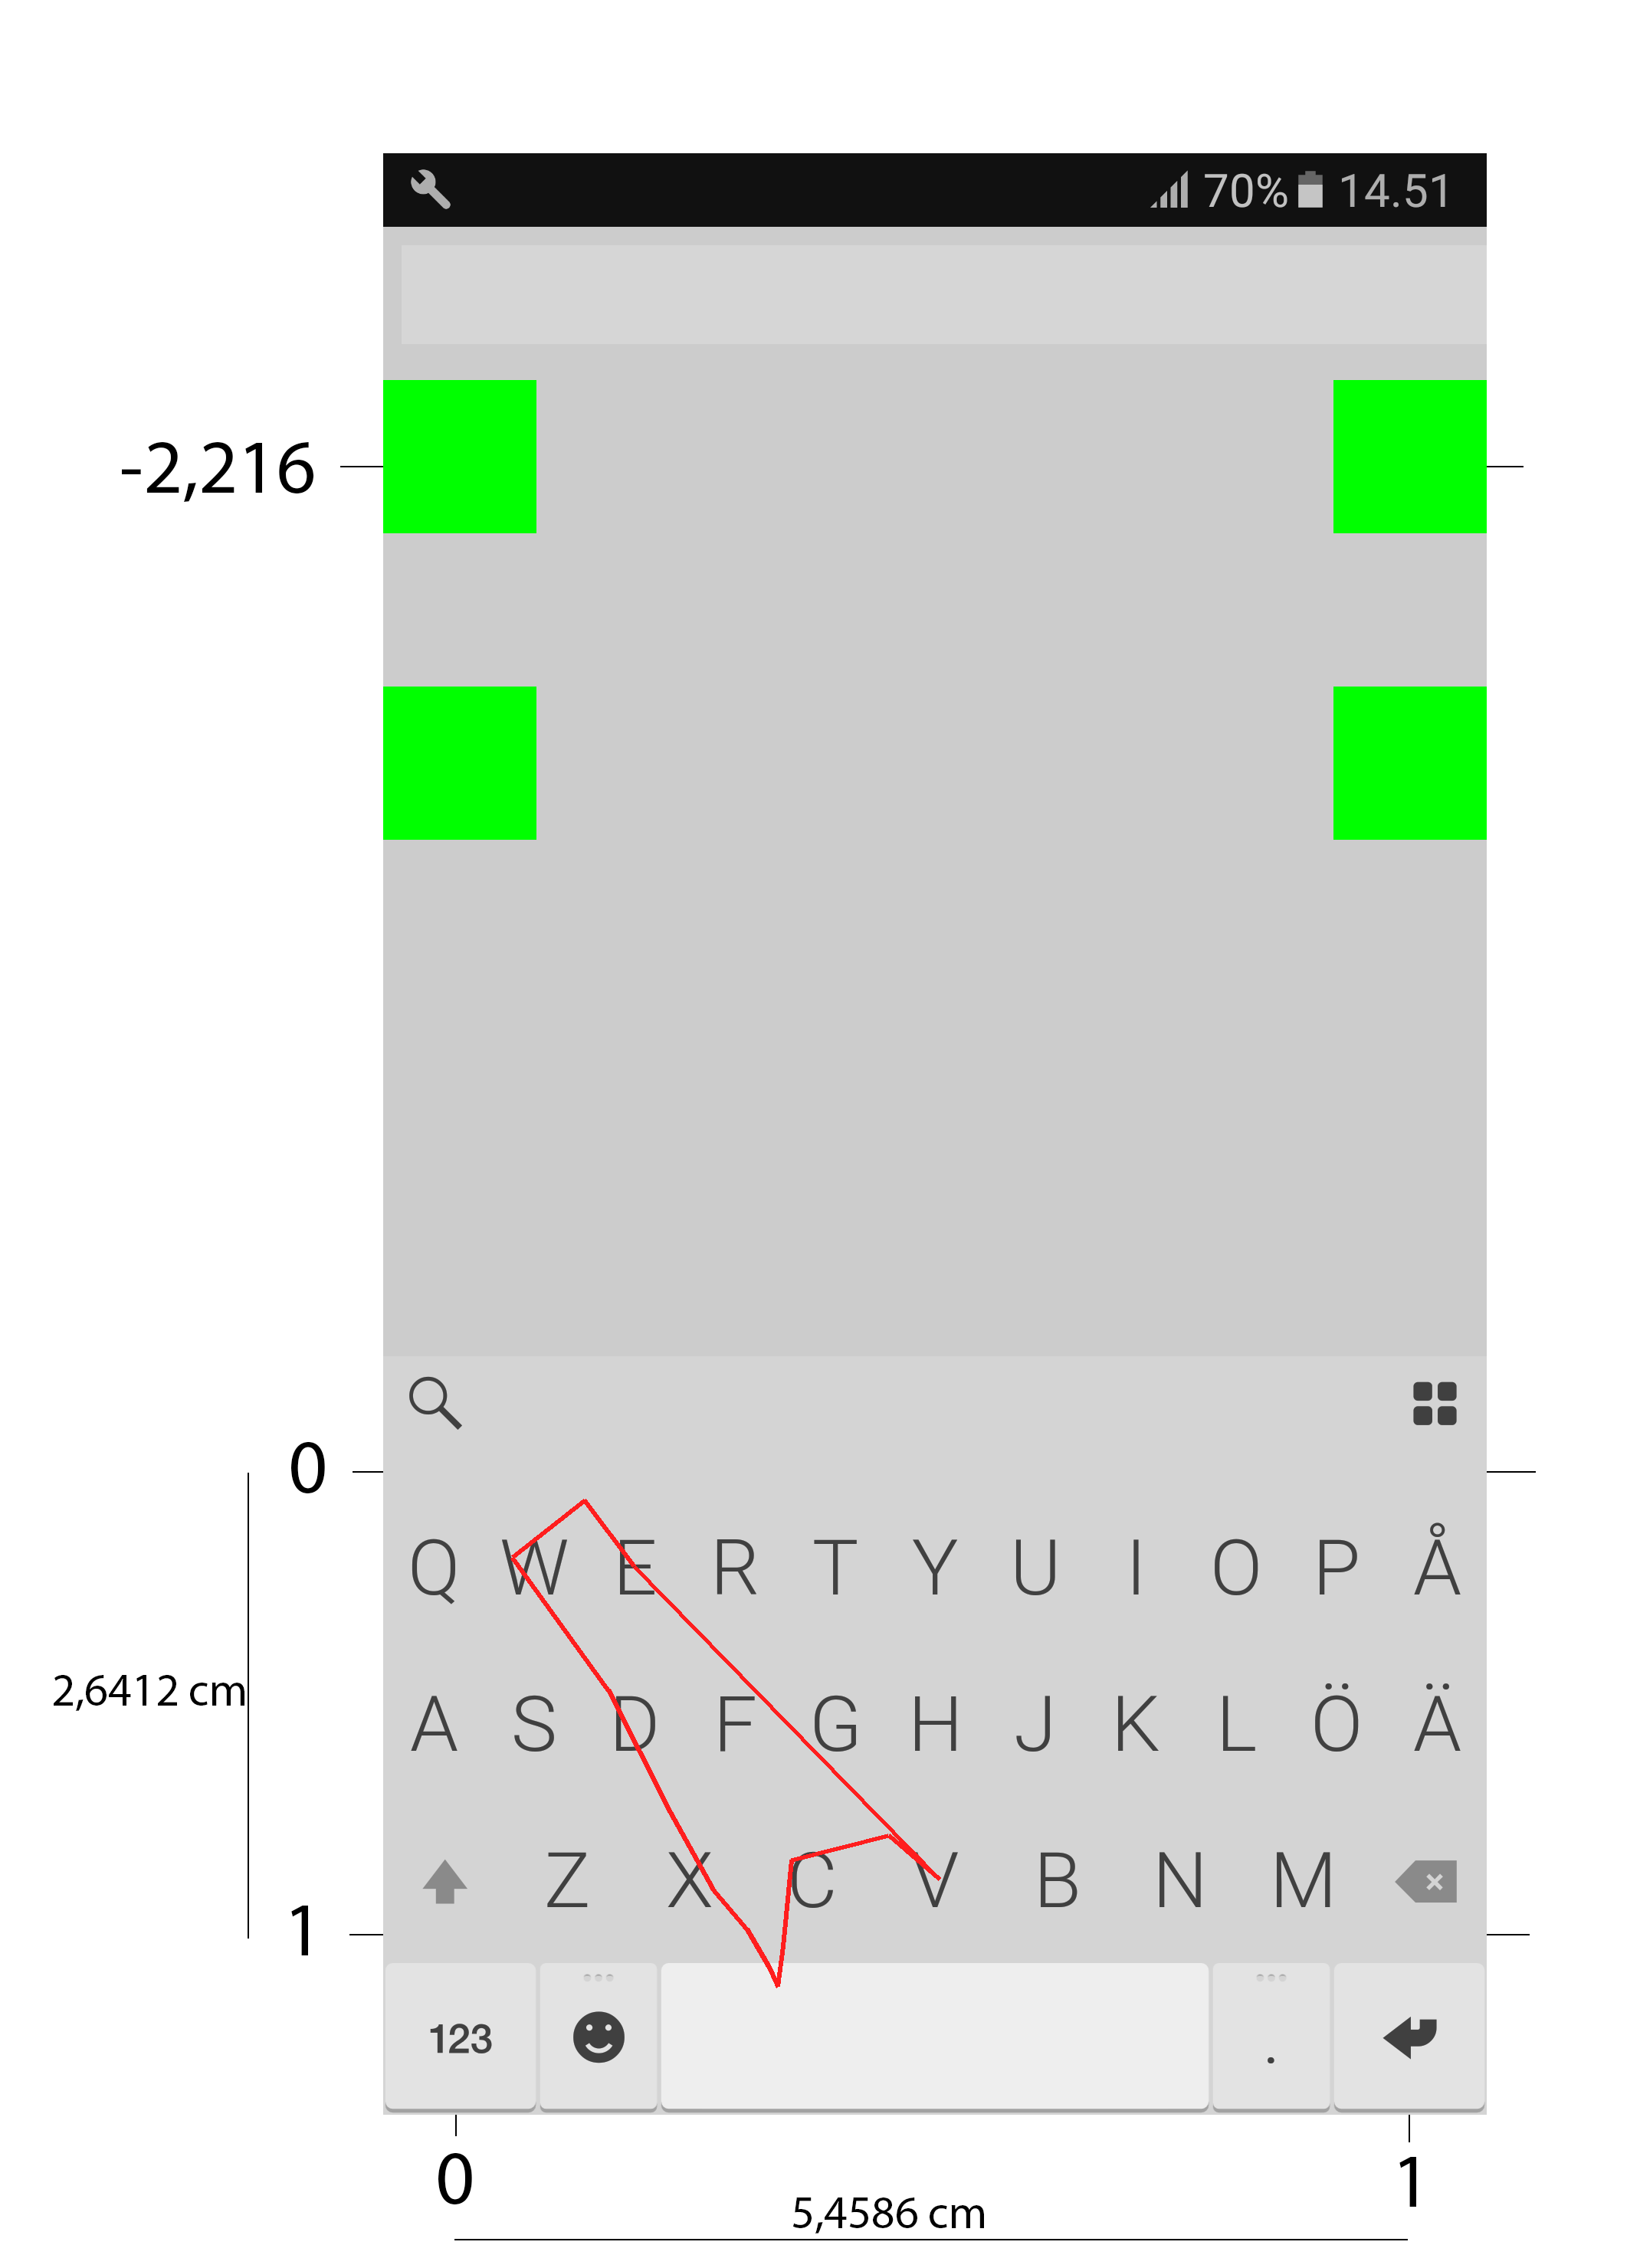 70% 14.51
-2,216
0
Q W E R T Y U I O P Å
2,6412 cm
A S D F G H J K L Ö Ä
Z X C V B N M
1
123 .
0 1
5,4586 cm